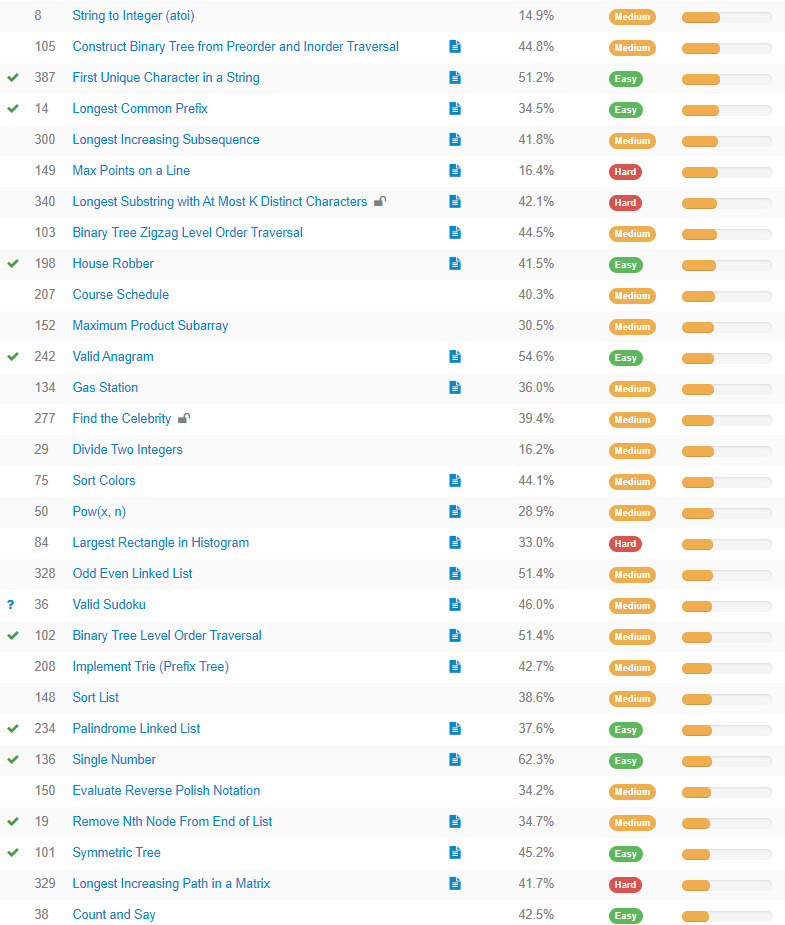 8 String to Integer (atoi) 14.9% Medium
105 Construct Binary Tree from Preorder and Inorder Traversal 44.8% Medium
387 First Unique Character in a String 51.2% Easy
14 Longest Common Prefix 34.5% Easy
300 Longest Increasing Subsequence 41.8% Medium
149 Max Points on a Line 16.4% Hard
340 Longest Substring with At Most K Distinct Characters 42.1% Hard
103 Binary Tree Zigzag Level Order Traversal 44.5% Medium
198 House Robber 41.5% Easy
207 Course Schedule 40.3% Medium
152 Maximum Product Subarray 30.5% Medium
242 Valid Anagram 54.6% Easy
134 Gas Station 36.0% Medium
277 Find the Celebrity 39.4% Medium
29 Divide Two Integers 16.2% Medium
75 Sort Colors 44.1% Medium
50 Pow(x, n) 28.9% Medium
84 Largest Rectangle in Histogram 33.0% Hard
328 Odd Even Linked List 51.4% Medium
? 36 Valid Sudoku 46.0% Medium
102 Binary Tree Level Order Traversal 51.4% Medium
208 Implement Trie (Prefix Tree) 42.7% Medium
148 Sort List 38.6% Medium
234 Palindrome Linked List 37.6% Easy
136 Single Number 62.3% Easy
150 Evaluate Reverse Polish Notation 34.2% Medium
19 Remove Nth Node From End of List 34.7% Medium
101 Symmetric Tree 45.2% Easy
329 Longest Increasing Path in a Matrix 41.7% Hard
38 Count and Say 42.5% Easy